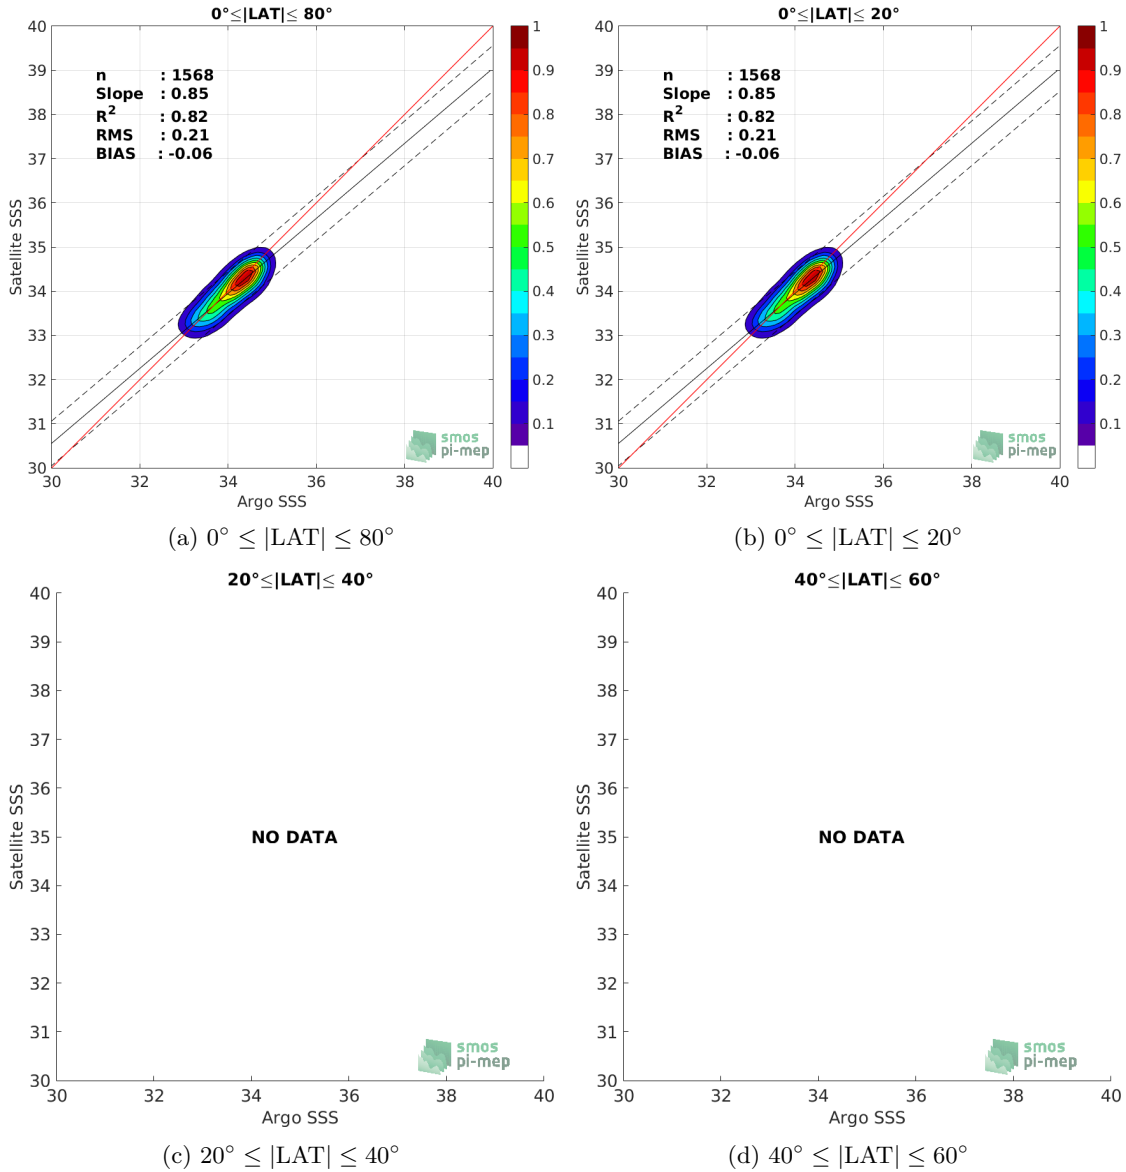 0°≤|LAT|≤ 80°
40
39
38
37
36
35
34
33
32
31
30
Satellite SSS
n : 1568
Slope : 0.85
R² : 0.82
RMS : 0.21
BIAS : -0.06
smos
pi-mep
30 32 34 36 38 40
Argo SSS
1
0.9
0.8
0.7
0.6
0.5
0.4
0.3
0.2
0.1
(a) 0° ≤ |LAT| ≤ 80°
0°≤|LAT|≤ 20°
40
39
38
37
36
35
34
33
32
31
30
Satellite SSS
n : 1568
Slope : 0.85
R² : 0.82
RMS : 0.21
BIAS : -0.06
smos
pi-mep
30 32 34 36 38 40
Argo SSS
1
0.9
0.8
0.7
0.6
0.5
0.4
0.3
0.2
0.1
(b) 0° ≤ |LAT| ≤ 20°
20°≤|LAT|≤ 40°
40
39
38
37
36
35
34
33
32
31
30
Satellite SSS
NO DATA
smos
pi-mep
30 32 34 36 38 40
Argo SSS
(c) 20° ≤ |LAT| ≤ 40°
40°≤|LAT|≤ 60°
40
39
38
37
36
35
34
33
32
31
30
Satellite SSS
NO DATA
smos
pi-mep
30 32 34 36 38 40
Argo SSS
(d) 40° ≤ |LAT| ≤ 60°